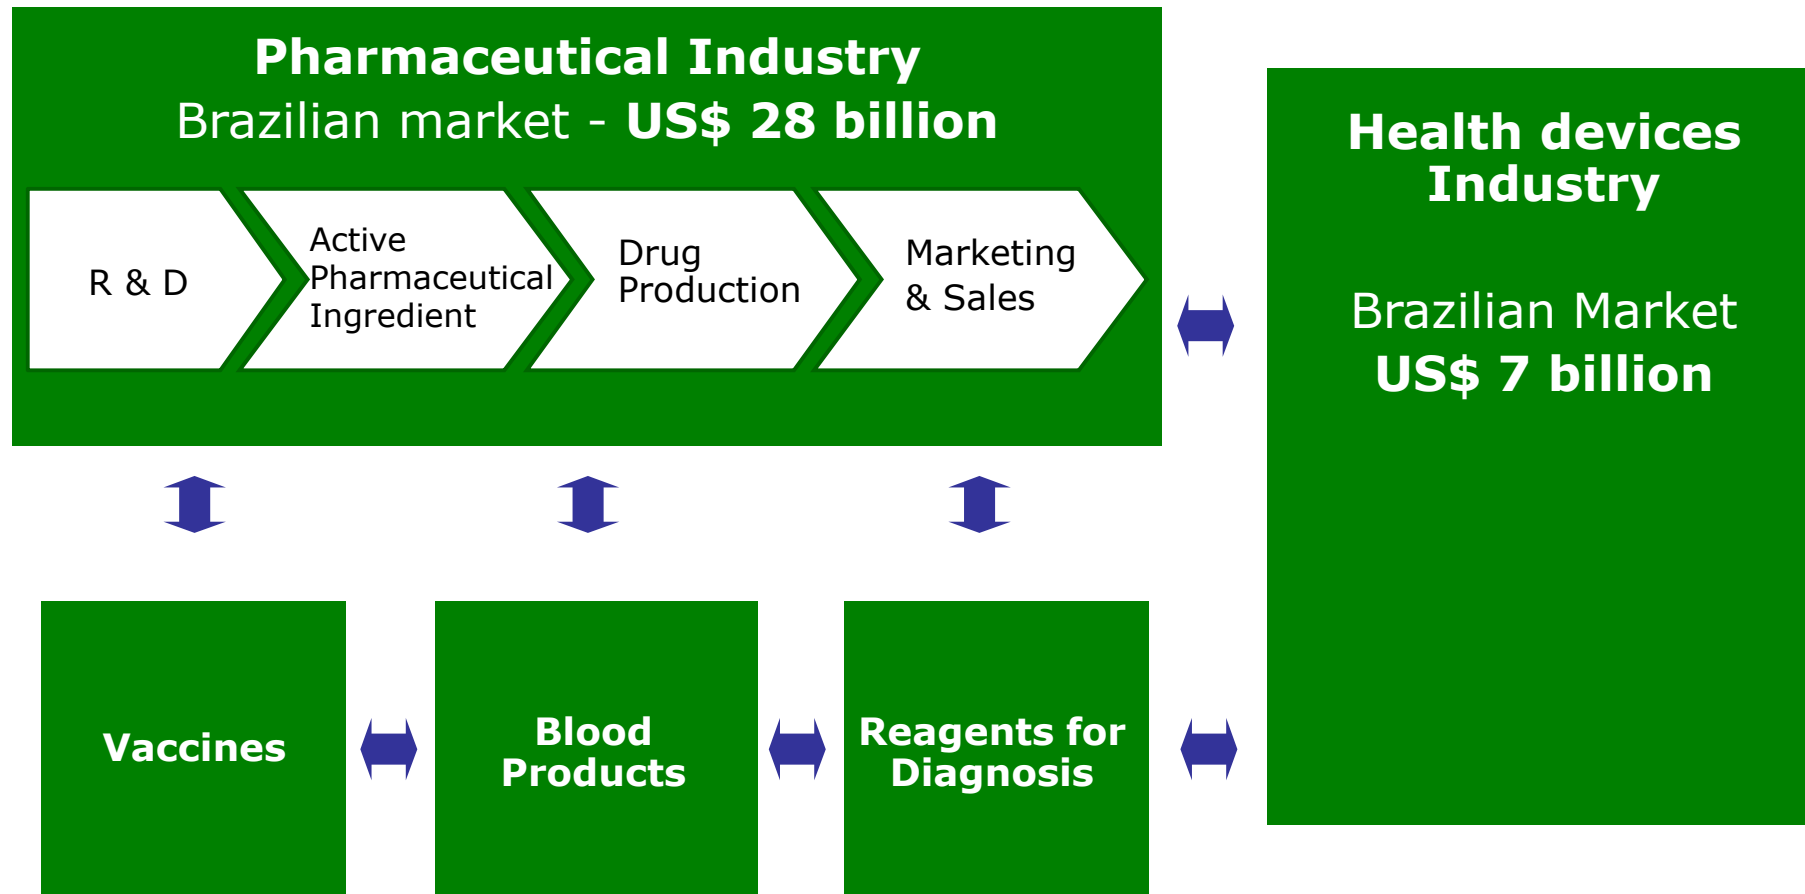 Pharmaceutical Industry
Brazilian market - US$ 28 billion
R & D
Active
Pharmaceutical
Ingredient
Drug
Production
Marketing
& Sales
Health devices
Industry
Brazilian Market
US$ 7 billion
Vaccines
Blood
Products
Reagents for
Diagnosis